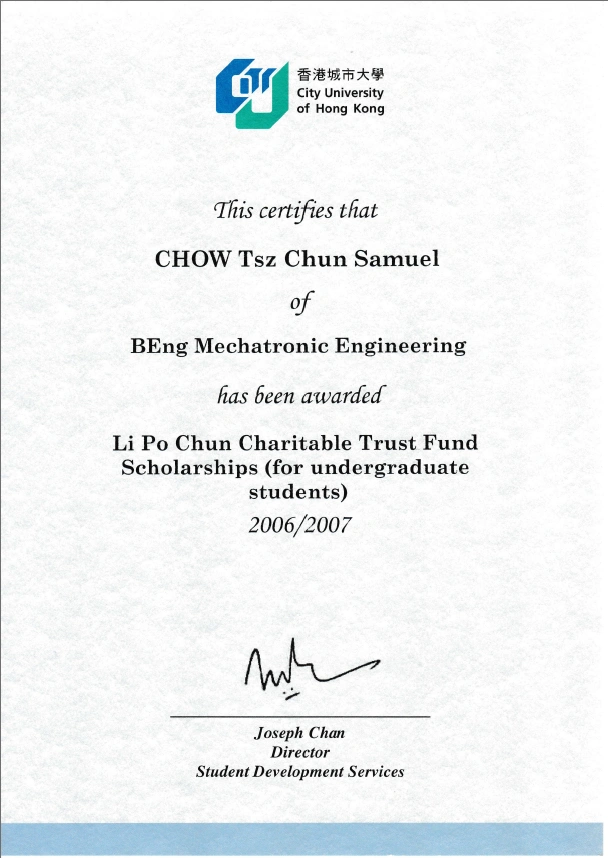 香港城市大學
City University
of Hong Kong
This certifies that
CHOW Tsz Chun Samuel
of
BEng Mechatronic Engineering
has been awarded
Li Po Chun Charitable Trust Fund
Scholarships (for undergraduate
students)
2006/2007
Joseph Chan
Director
Student Development Services